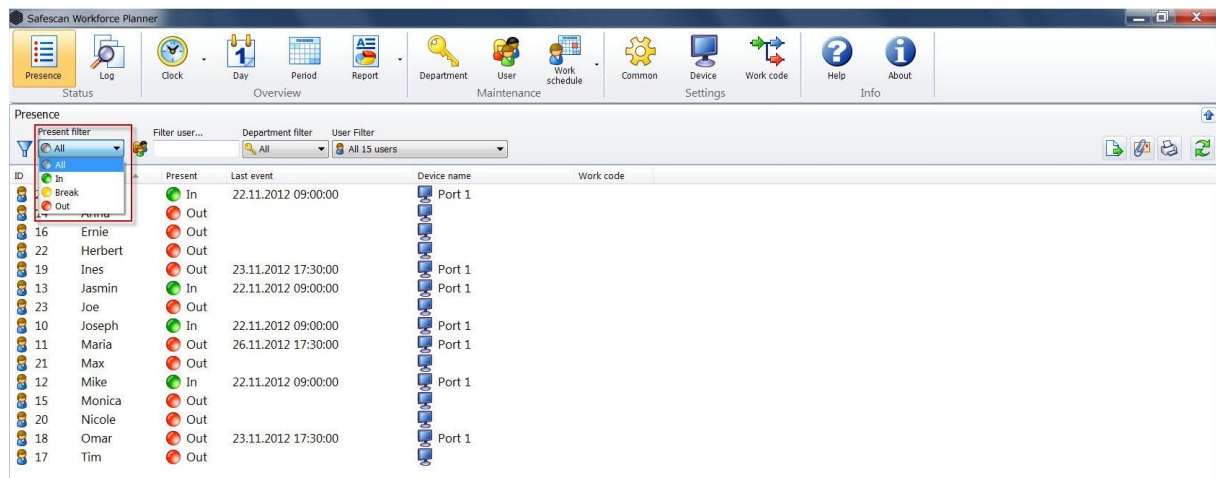 Safescan Workforce Planner
Presence Log Clock Day Period Report Department User Work schedule Common Device Work code Help About
Status Overview Maintenance Settings Info
Presence
Present filter Filter user... Department filter User Filter
All All All 15 users
ID Present Last event Device name Work code
All
In
Break
Out
In 22.11.2012 09:00:00 Port 1
14 Anna Out
16 Ernie Out
22 Herbert Out
19 Ines Out 23.11.2012 17:30:00 Port 1
13 Jasmin In 22.11.2012 09:00:00 Port 1
23 Joe Out
10 Joseph In 22.11.2012 09:00:00 Port 1
11 Maria Out 26.11.2012 17:30:00 Port 1
21 Max Out
12 Mike In 22.11.2012 09:00:00 Port 1
15 Monica Out
20 Nicole Out
18 Omar Out 23.11.2012 17:30:00 Port 1
17 Tim Out